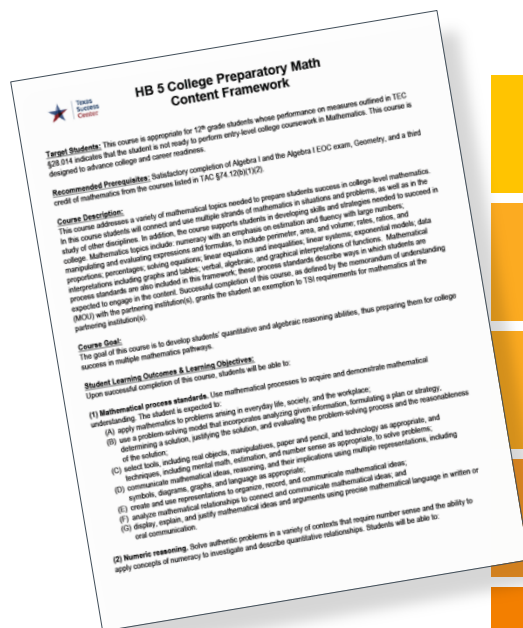 Texas
Success
Center
HB 5 College Preparatory Math
Content Framework
Target Students: This course is appropriate for 12th grade students whose performance on measures outlined in TEC
§28.014 indicates that the student is not ready to perform entry-level college coursework in Mathematics. This course is
designed to advance college and career readiness.
Recommended Prerequisites: Satisfactory completion of Algebra I and the Algebra I EOC exam, Geometry, and a third
credit of mathematics from the courses listed in TAC §74.12(b)(1)(2).
Course Description:
This course addresses a variety of mathematical topics needed to prepare students success in college-level mathematics.
In this course students will connect and use multiple strands of mathematics in situations and problems, as well as in the
study of other disciplines. In addition, the course supports students in developing skills and strategies needed to succeed in
college. Mathematics topics include: numeracy with an emphasis on estimation and fluency with large numbers;
manipulating and evaluating expressions and formulas, to include perimeter, area, and volume; rates, ratios, and
proportions; percentages; solving equations; linear equations and inequalities; linear systems; exponential models; data
interpretations including graphs and tables; verbal, algebraic, and graphical interpretations of functions. Mathematical
process standards are also included in this framework; these process standards describe ways in which students are
expected to engage in the content. Successful completion of this course, as defined by the memorandum of understanding
(MOU) with the partnering institution(s), grants the student an exemption to TSI requirements for mathematics at the
partnering institution(s).
Course Goal:
The goal of this course is to develop students' quantitative and algebraic reasoning abilities, thus preparing them for college
success in multiple mathematics pathways.
Student Learning Outcomes & Learning Objectives:
Upon successful completion of this course, students will be able to:
(1) Mathematical process standards. Use mathematical processes to acquire and demonstrate mathematical
understanding. The student is expected to:
(A) apply mathematics to problems arising in everyday life, society, and the workplace;
(B) use a problem-solving model that incorporates analyzing given information, formulating a plan or strategy,
determining a solution, justifying the solution, and evaluating the problem-solving process and the reasonableness
of the solution;
(C) select tools, including real objects, manipulatives, paper and pencil, and technology as appropriate, and
techniques, including mental math, estimation, and number sense as appropriate, to solve problems;
(D) communicate mathematical ideas, reasoning, and their implications using multiple representations, including
symbols, diagrams, graphs, and language as appropriate;
(E) create and use representations to organize, record, and communicate mathematical ideas;
(F) analyze mathematical relationships to connect and communicate mathematical ideas; and
(G) display, explain, and justify mathematical ideas and arguments using precise mathematical language in written or
oral communication.
(2) Numeric reasoning. Solve authentic problems in a variety of contexts that require number sense and the ability to
apply concepts of numeracy to investigate and describe quantitative relationships. Students will be able to: